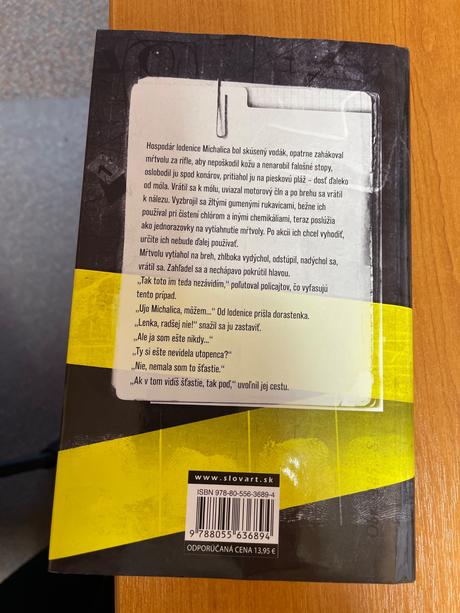 Hospodár lodenice Michalica bol skúsený vodák, opatrne zahákoval
mŕtvolu za rifle, aby nepoškodil kožu a nenarobil falošné stopy,
oslobodil ju spod konárov, pritiahol ju na pieskovú pláž – dosť ďaleko
od móla. Vrátil sa k mólu, uviazal motorový čln a po brehu sa vrátil
k nálezu. Vyzbrojil sa žltými gumenými rukavicami, bežne ich
používal pri čistení chlórom a inými chemikáliami, teraz poslúžia
ako jednorazovky na vytiahnutie mŕtvoly. Po akcii ich chcel vyhodiť,
určite ich nebude ďalej používať.
Mŕtvolu vytiahol na breh, zhlboka vydýchol, odstúpil, nadýchol sa,
vrátil sa. Zahľadel sa a nechápavo pokrútil hlavou.
„Tak toto im teda nezávidím,“ poľutoval policajtov, čo vyfasujú
tento prípad.
„Ujo Michalica, môžem...“ Od lodenice prišla dorastenka.
„Lenka, radšej nie!“ snažil sa ju zastaviť.
„Ale ja som ešte nikdy...“
„Ty si ešte nevidela utopenca?“
„Nie, nemala som to šťastie.“
„Ak v tom vidíš šťastie, tak poď,“ uvoľnil jej cestu.
www.slovart.sk
ISBN 978-80-556-3689-4
9 788055 636894
ODPORÚČANÁ CENA 13,95 €